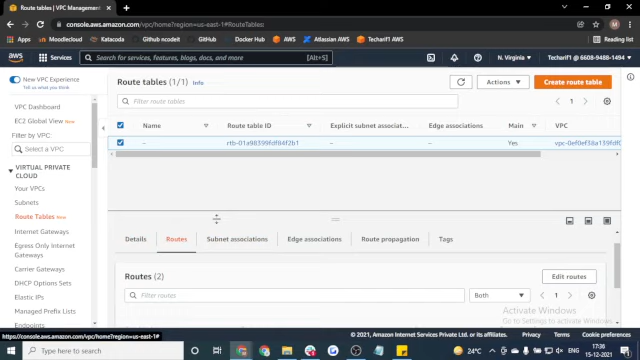 Route tables | VPC Management
console.aws.amazon.com/vpc/home?region=us-east-1#RouteTables:
Apps
Moodlecloud
Katacoda
Github ncodeit
GitHub
Docker Hub
AWS
Atlassian AWS
Techarif1 AWS
aws
Services
Search for services, features, blogs, docs, and more
[Alt+S]
N. Virginia
Techarif1 @ 6608-9488-1494
New VPC Experience
Tell us what you think
VPC Dashboard
EC2 Global View New
Filter by VPC:
Select a VPC
VIRTUAL PRIVATE CLOUD
Your VPCs
Subnets
Route Tables New
Internet Gateways
Egress Only Internet Gateways
Carrier Gateways
DHCP Options Sets
Elastic IPs
Managed Prefix Lists
Endpoints
Route tables (1/1)
Info
Actions
Create route table
Filter route tables
1
Name
Route table ID
Explicit subnet associat...
Edge associations
Main
VPC
–
rtb-01a98399fdf84f2b1
–
–
Yes
vpc-0ef0ef38a139fdf0
Details
Routes
Subnet associations
Edge associations
Route propagation
Tags
Routes (2)
Edit routes
Filter routes
Both
1
Activate Windows
Go to Settings to activate Windows.
https://console.aws.amazon.com/vpc/home?region=us-east-1#
© 2021, Amazon Internet Services Private Ltd. or its affiliates.
Privacy
Terms
Cookie preferences
Type here to search
24°C
ENG
17:36
15-12-2021